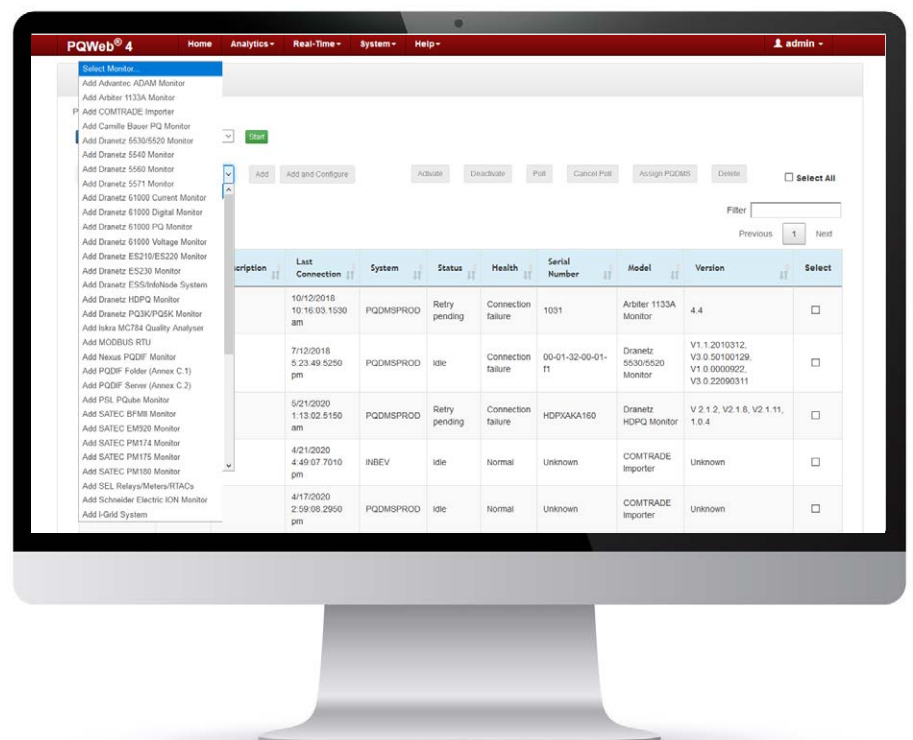 PQWeb® 4
Home Analytics Real-Time System Help admin
Select Monitor...
Add Advantec ADAM Monitor
Add Arbiter 1133A Monitor
P Add COMTRADE Importer
Add Camille Bauer PQ Monitor
Add Dranetz 5530/5520 Monitor
Start
Add Dranetz 5540 Monitor
Add Dranetz 5560 Monitor
Add Dranetz 5571 Monitor
Add Dranetz 61000 Current Monitor
Add Dranetz 61000 Digital Monitor
Add Dranetz 61000 PQ Monitor
Add Dranetz 61000 Voltage Monitor
Add Dranetz ES210/ES220 Monitor
Add Dranetz ES230 Monitor
Add Dranetz ESS/InfoNode System
Add Dranetz HDPQ Monitor
Add Dranetz PQ3K/PQ5K Monitor
Add Iskra MC784 Quality Analyser
Add MODBUS RTU
Add Nexus PQDIF Monitor
Add PQDIF Folder (Annex C.1)
Add PQDIF Server (Annex C.2)
Add PSL PQube Monitor
Add SATEC BFMII Monitor
Add SATEC EM920 Monitor
Add SATEC PM174 Monitor
Add SATEC PM175 Monitor
Add SATEC PM180 Monitor
Add SEL Relays/Meters/RTACs
Add Schneider Electric ION Monitor
Add I-Grid System
Add Add and Configure Activate Deactivate Poll Cancel Poll Assign PQDMS Delete Select All
Filter
Previous 1 Next
scription Last Connection System Status Health Serial Number Model Version Select
10/12/2018
10:16:03.1530
am
PQDMSPROD
Retry
pending
Connection
failure
1031
Arbiter 1133A
Monitor
4.4
7/12/2018
5:23:49.5250
pm
PQDMSPROD
Idle
Connection
failure
00-01-32-00-01-
f1
Dranetz
5530/5520
Monitor
V1.1.2010312,
V3.0.50100129,
V1.0.0000922,
V3.0.22090311
5/21/2020
1:13:02.5150
am
PQDMSPROD
Retry
pending
Connection
failure
HDPXAKA160
Dranetz
HDPQ Monitor
V 2.1.2, V2.1.8, V2.1.11,
1.0.4
4/21/2020
4:49:07.7010
pm
INBEV
Idle
Normal
Unknown
COMTRADE
Importer
Unknown
4/17/2020
2:59:08.2950
pm
PQDMSPROD
Idle
Normal
Unknown
COMTRADE
Importer
Unknown